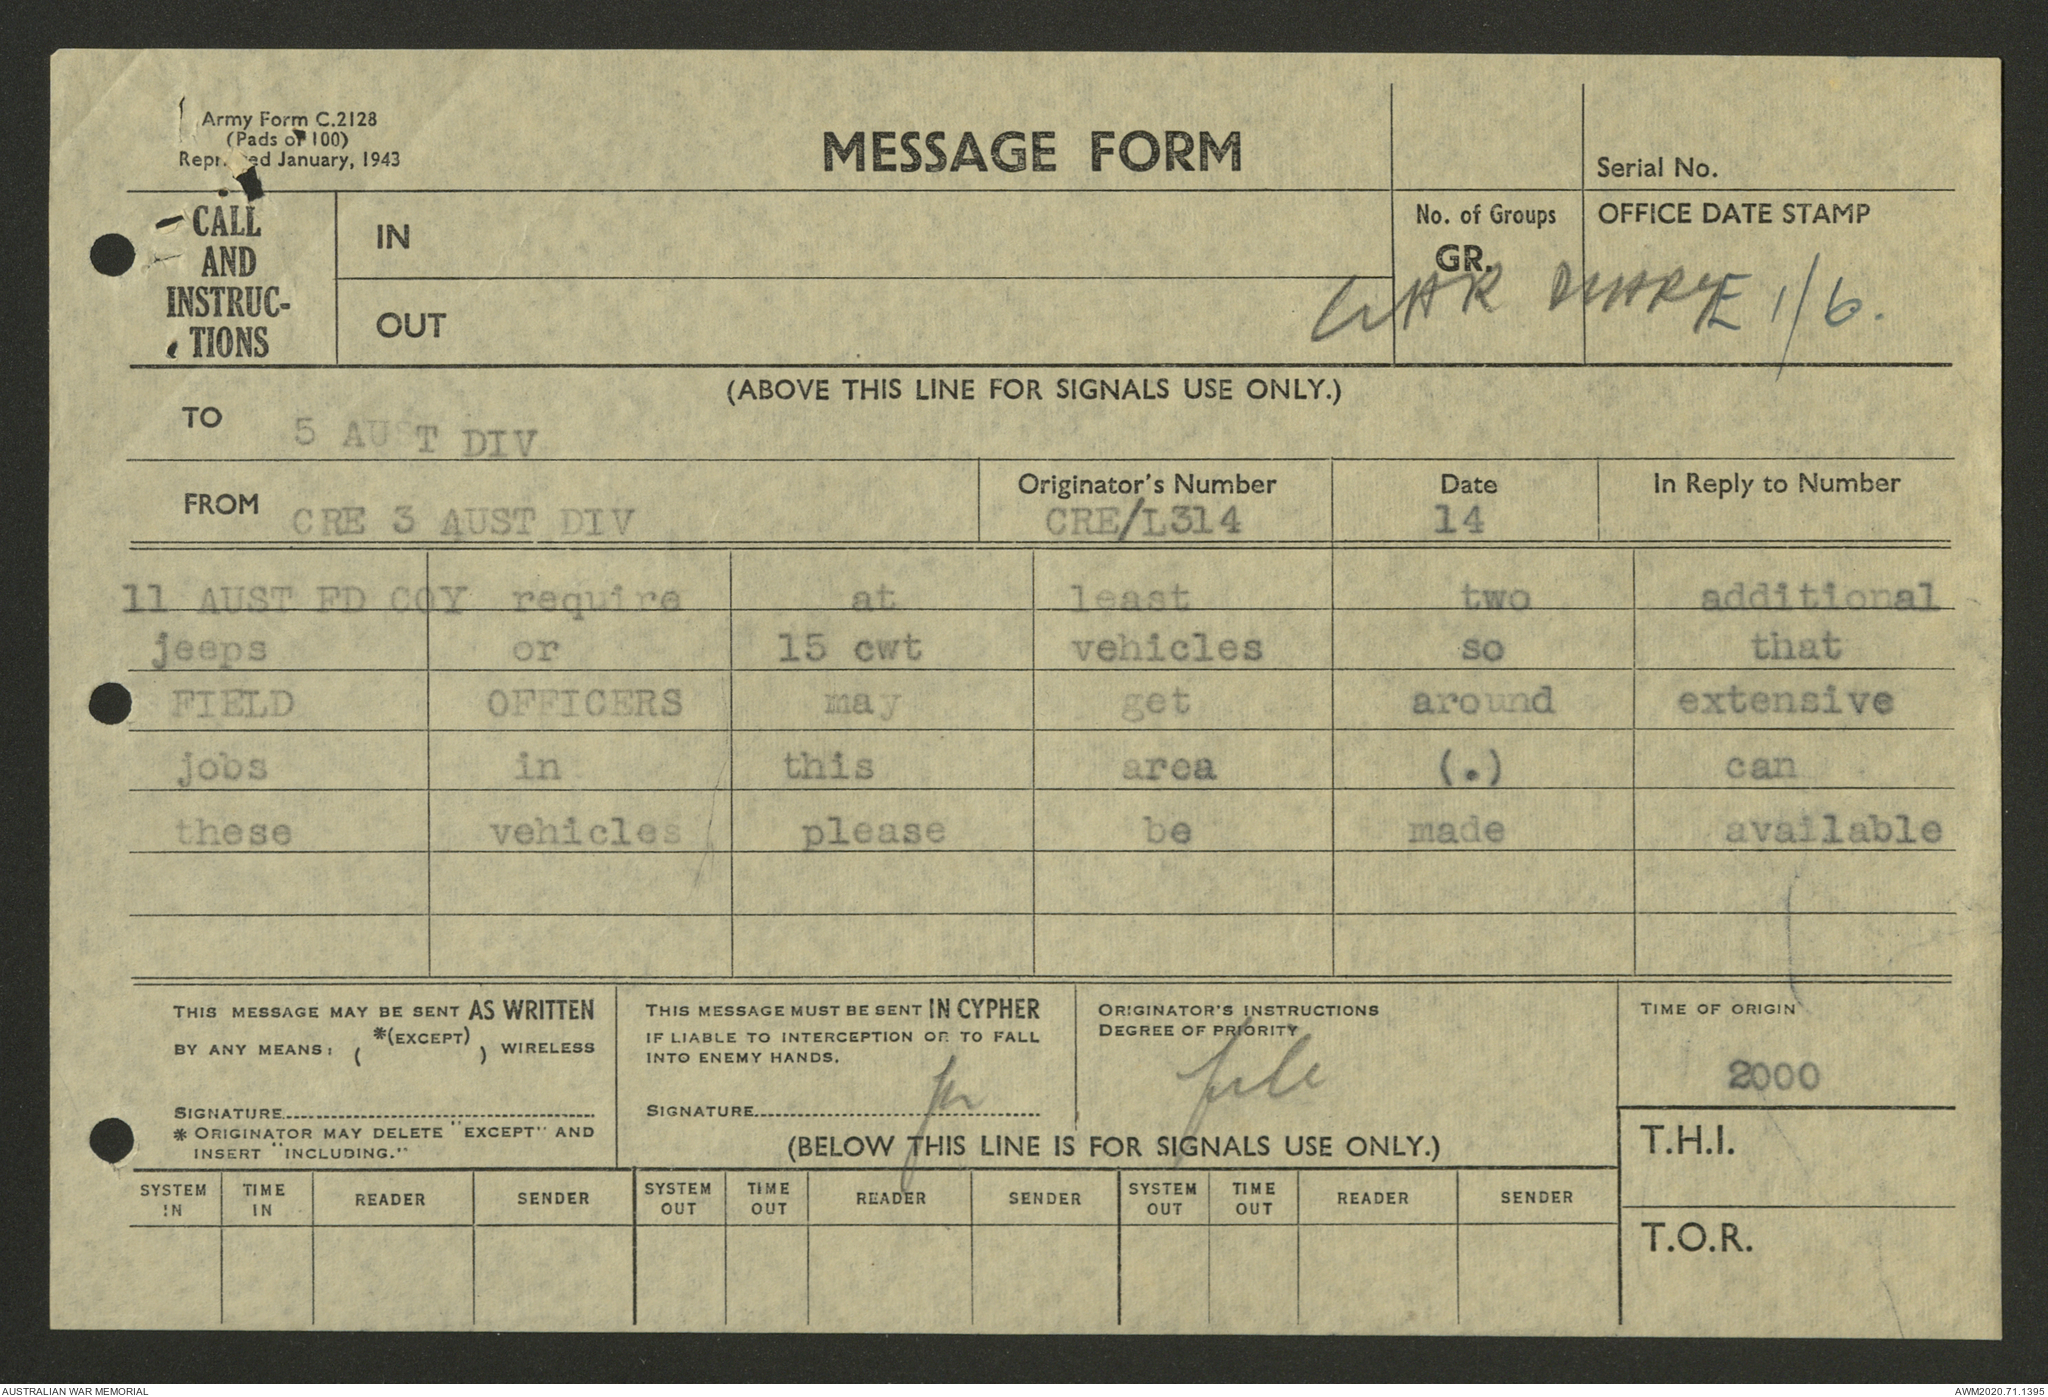 Army Form C.2128
(Pads of 100)
January, 1943
MESSAGE FORM
Serial No.
CALL
AND
INSTRUC-
TIONS
IN
OUT
No. of Groups
GR.
OFFICE DATE STAMP
WAR DIARY E 1/6.
(ABOVE THIS LINE FOR SIGNALS USE ONLY.)
TO 5 AUST DIV
FROM CRE 3 AUST DIV
Originator's Number
CRE/L314
Date
14
In Reply to Number
11 AUST FD COY require at least two additional
jeeps or 15 cwt vehicles so that
FIELD OFFICERS may get around extensive
jobs in this area (.) can
these vehicles please be made available
THIS MESSAGE MAY BE SENT AS WRITTEN
BY ANY MEANS: ( *(EXCEPT) ) WIRELESS
SIGNATURE
* ORIGINATOR MAY DELETE "EXCEPT" AND
INSERT "INCLUDING."
THIS MESSAGE MUST BE SENT IN CYPHER
IF LIABLE TO INTERCEPTION OR TO FALL
INTO ENEMY HANDS.
SIGNATURE
ORIGINATOR'S INSTRUCTIONS
DEGREE OF PRIORITY
file
TIME OF ORIGIN
2000
(BELOW THIS LINE IS FOR SIGNALS USE ONLY.)
T.H.I.
T.O.R.
SYSTEM IN TIME IN READER SENDER SYSTEM OUT TIME OUT READER SENDER SYSTEM OUT TIME OUT READER SENDER
AUSTRALIAN WAR MEMORIAL
AWM2020.71.1395